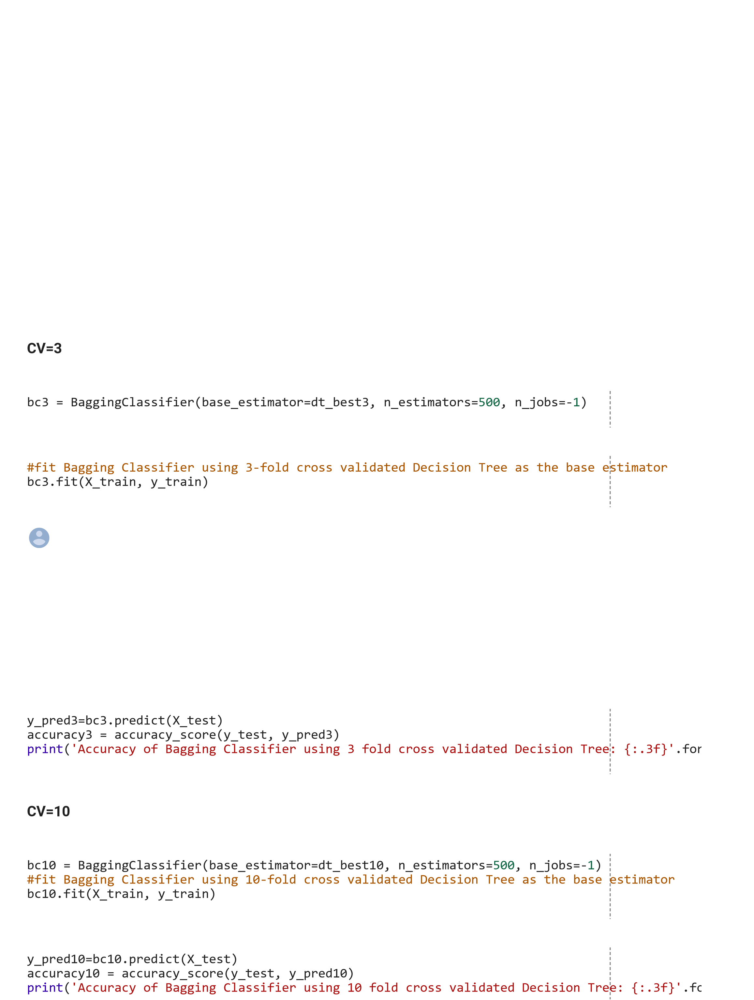 CV=3
bc3 = BaggingClassifier(base_estimator=dt_best3, n_estimators=500, n_jobs=-1)
#fit Bagging Classifier using 3-fold cross validated Decision Tree as the base estimator
bc3.fit(X_train, y_train)
y_pred3=bc3.predict(X_test)
accuracy3 = accuracy_score(y_test, y_pred3)
print('Accuracy of Bagging Classifier using 3 fold cross validated Decision Tree: {:.3f}'.for
CV=10
bc10 = BaggingClassifier(base_estimator=dt_best10, n_estimators=500, n_jobs=-1)
#fit Bagging Classifier using 10-fold cross validated Decision Tree as the base estimator
bc10.fit(X_train, y_train)
y_pred10=bc10.predict(X_test)
accuracy10 = accuracy_score(y_test, y_pred10)
print('Accuracy of Bagging Classifier using 10 fold cross validated Decision Tree: {:.3f}'.fo